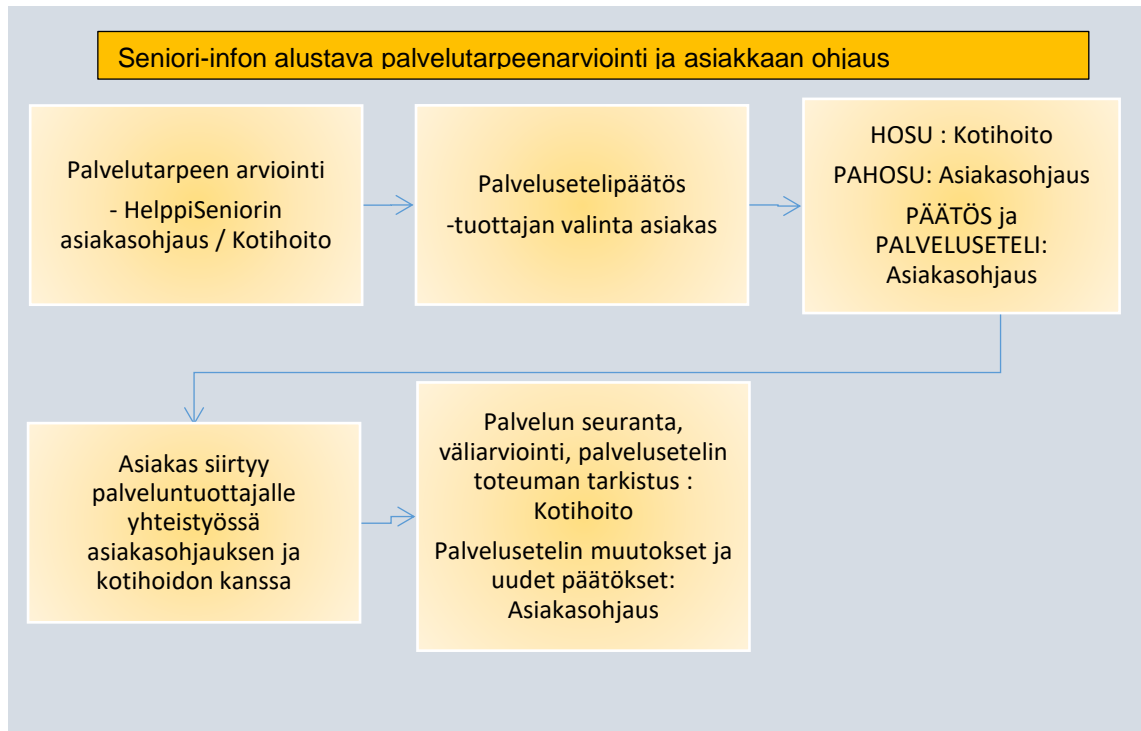 Seniori-infon alustava palvelutarpeenarviointi ja asiakkaan ohjaus
Palvelutarpeen arviointi
- HelppiSeniorin
asiakasohjaus / Kotihoito
Palvelusetelipäätös
-tuottajan valinta asiakas
HOSU : Kotihoito
PAHOSU: Asiakasohjaus
PÄÄTÖS ja
PALVELUSETELI:
Asiakasohjaus
Asiakas siirtyy
palveluntuottajalle
yhteistyössä
asiakasohjauksen ja
kotihoidon kanssa
Palvelun seuranta,
väliarviointi, palvelusetelin
toteuman tarkistus :
Kotihoito
Palvelusetelin muutokset ja
uudet päätökset:
Asiakasohjaus